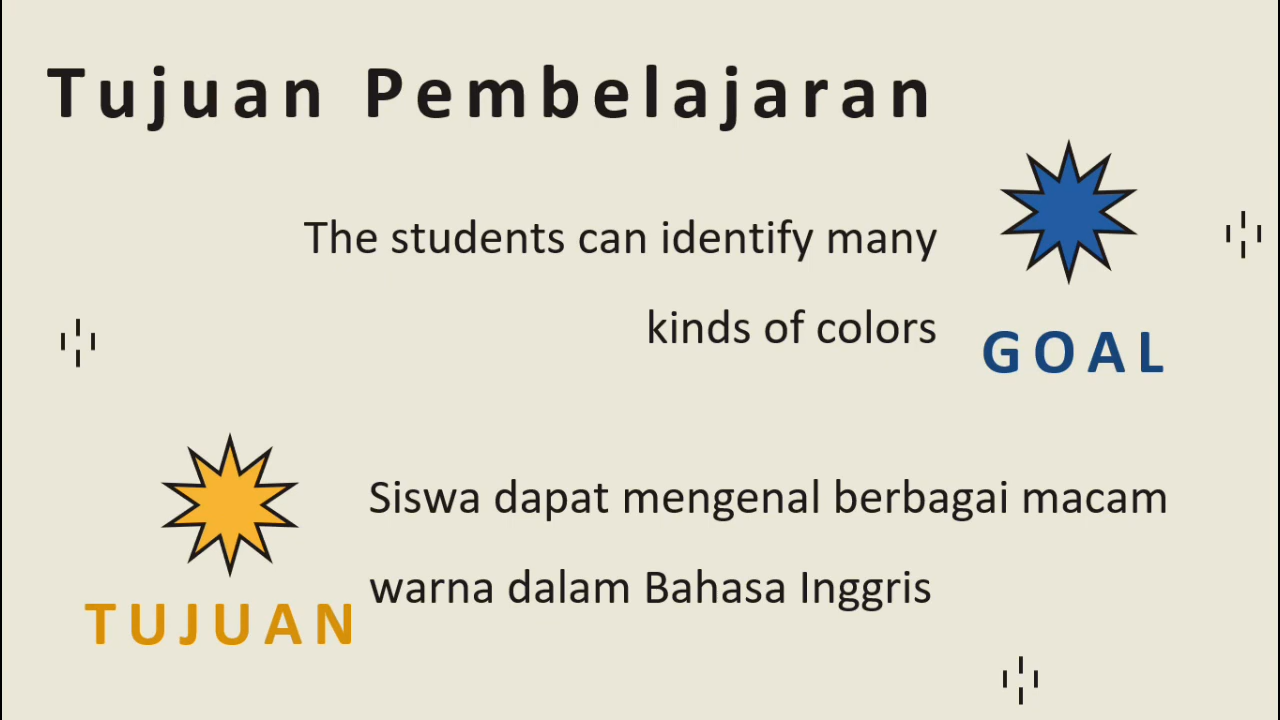 Tujuan Pembelajaran
The students can identify many
kinds of colors
GOAL
Siswa dapat mengenal berbagai macam
warna dalam Bahasa Inggris
TUJUAN